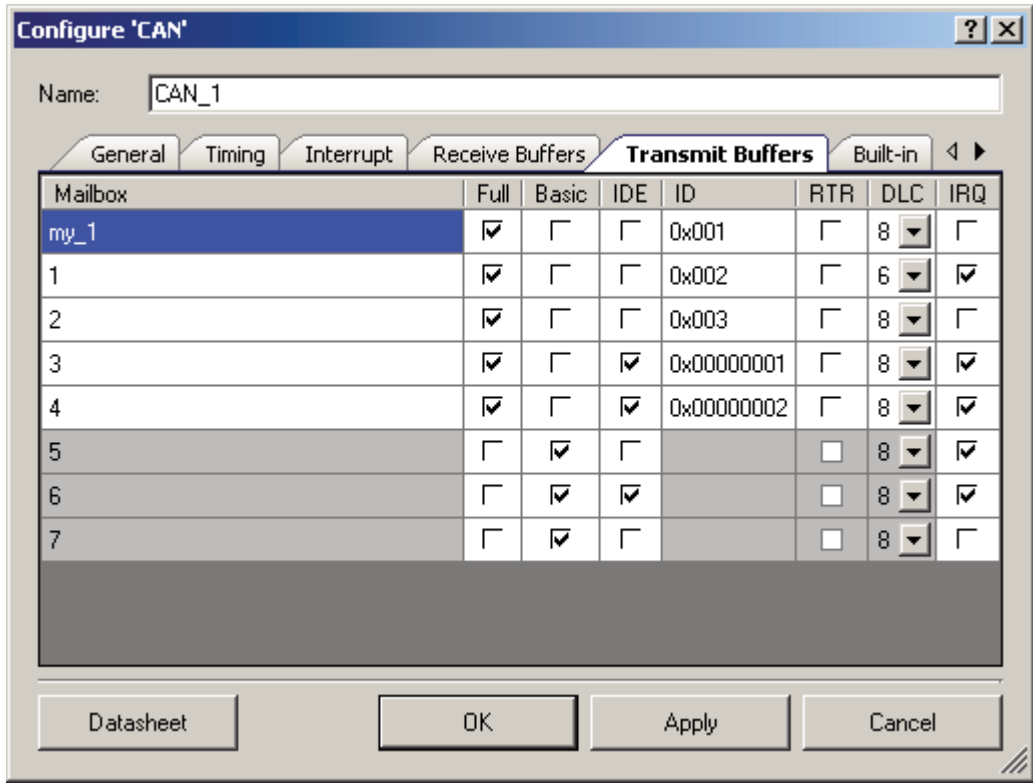 Configure 'CAN'
Name: CAN_1
General Timing Interrupt Receive Buffers Transmit Buffers Built-in
Mailbox Full Basic IDE ID RTR DLC IRQ
my_1 0x001 8
1 0x002 6
2 0x003 8
3 0x00000001 8
4 0x00000002 8
5 8
6 8
7 8
Datasheet OK Apply Cancel